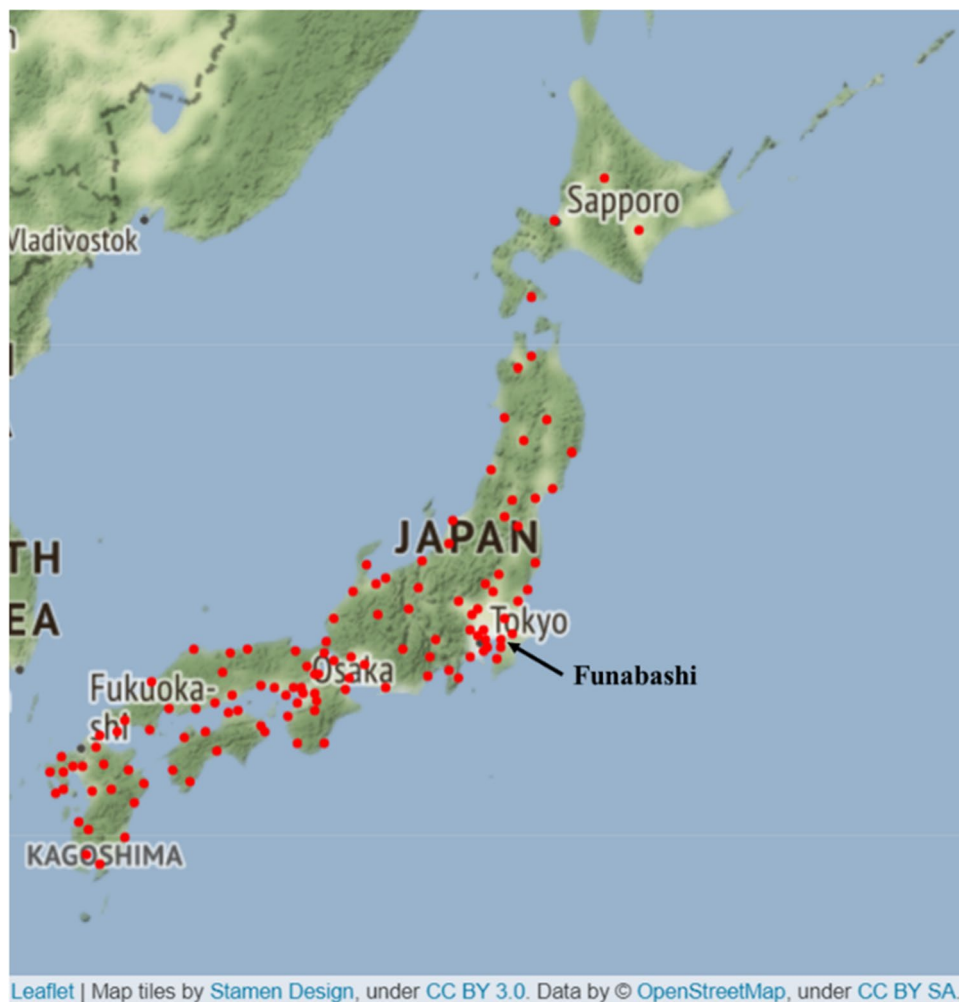 Sapporo
Vladivostok
JAPAN
TH
EA
Tokyo
Osaka
Funabashi
Fukuoka-
shi
KAGOSHIMA
Leaflet | Map tiles by Stamen Design, under CC BY 3.0. Data by © OpenStreetMap, under CC BY SA